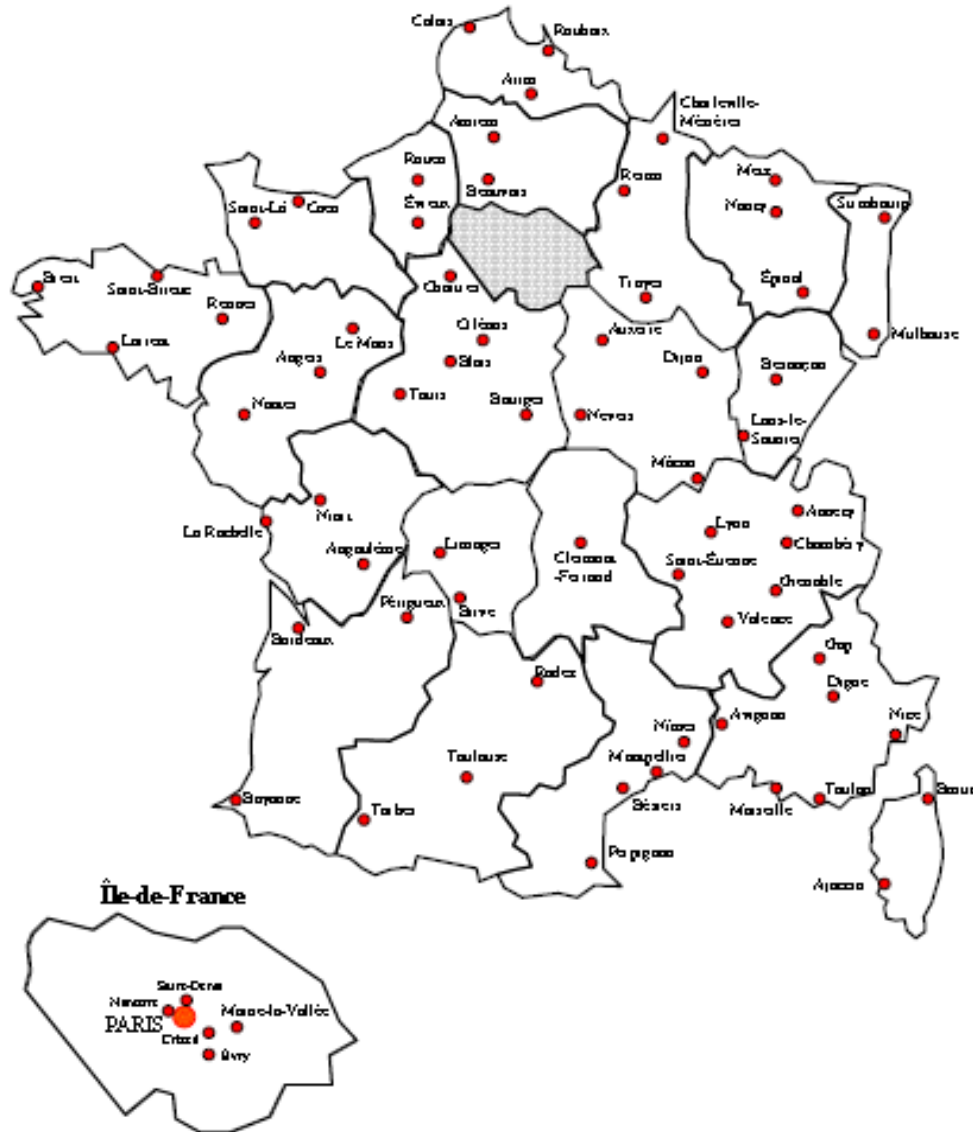 Calais
Roubaix
Arras
Charleville-
Mézières
Amiens
Rouen
Beauvais
Reims
Metz
Nancy
Strasbourg
Saint-Lô
Caen
Évreux
Brest
Saint-Brieuc
Rennes
Chartres
Troyes
Épinal
Lorient
Le Mans
Orléans
Auxerre
Mulhouse
Angers
Blois
Dijon
Besançon
Nantes
Tours
Bourges
Nevers
Lons-le-
Saunier
Mâcon
Niort
La Rochelle
Lyon
Annecy
Angoulême
Limoges
Clermont
-Ferrand
Chambéry
Saint-Étienne
Grenoble
Périgueux
Brive
Valence
Bordeaux
Gap
Rodez
Digne
Avignon
Nîmes
Nice
Toulouse
Montpellier
Bayonne
Tarbes
Béziers
Marseille
Toulon
Bastia
Perpignan
Ajaccio
Île-de-France
Saint-Denis
Nanterre
Marne-la-Vallée
PARIS
Créteil
Évry